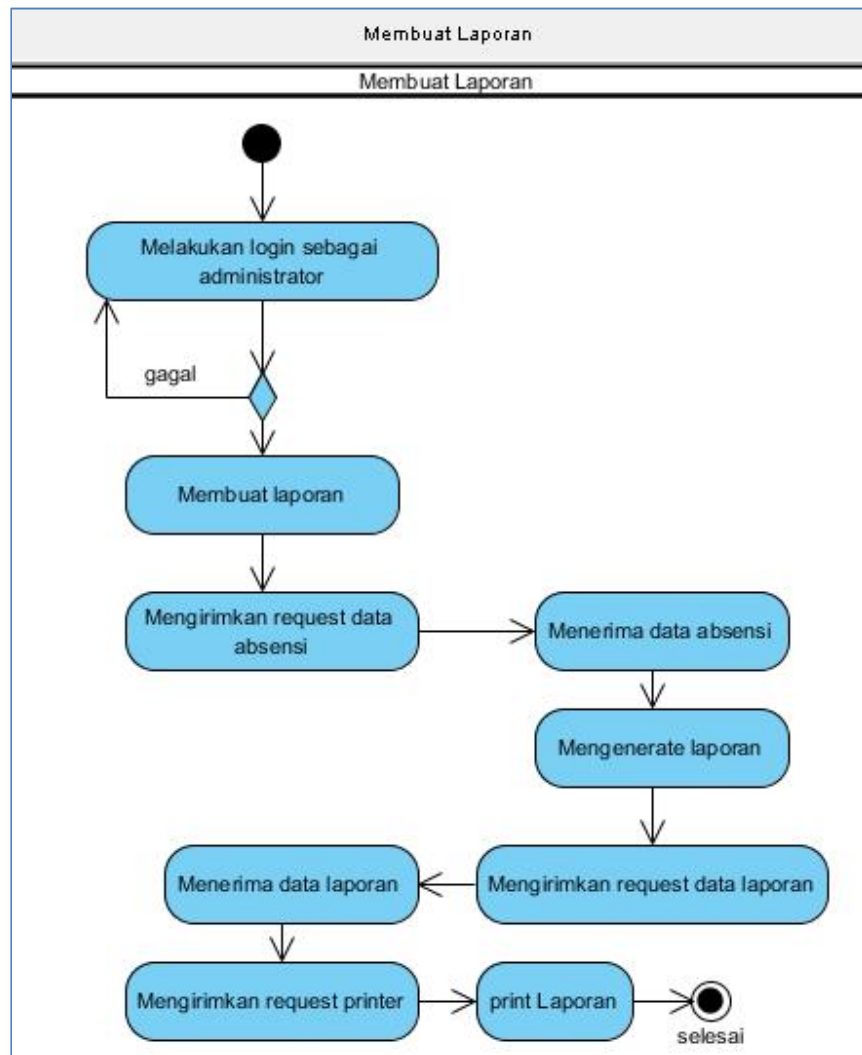 Membuat Laporan
Membuat Laporan
Melakukan login sebagai
administrator
gagal
Membuat laporan
Mengirimkan request data
absensi
Menerima data absensi
Mengenerate laporan
Menerima data laporan
Mengirimkan request data laporan
Mengirimkan request printer
print Laporan
selesai